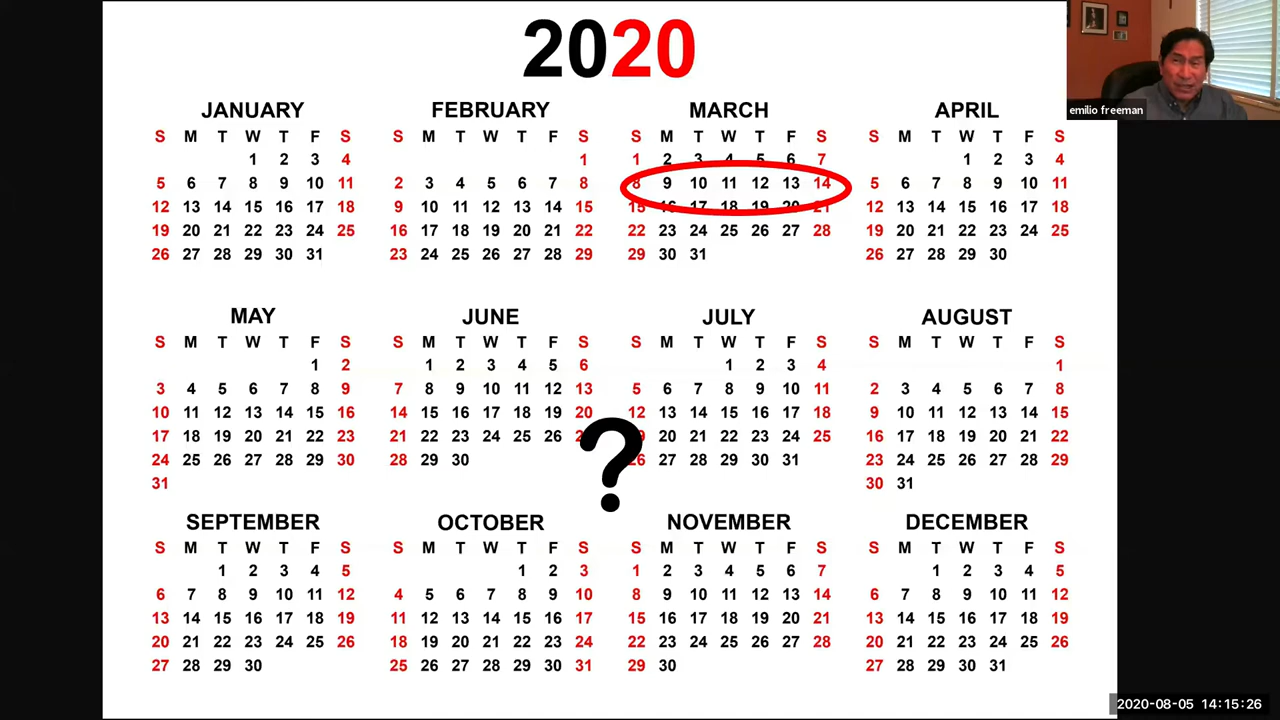 2020
emilio freeman
JANUARY FEBRUARY MARCH APRIL
S M T W T F S S M T W T F S S M T W T F S S M T W T F S
1 2 3 4 1 1 2 3 4 5 6 7 1 2 3 4
5 6 7 8 9 10 11 2 3 4 5 6 7 8 8 9 10 11 12 13 14 5 6 7 8 9 10 11
12 13 14 15 16 17 18 9 10 11 12 13 14 15 15 16 17 18 19 20 21 12 13 14 15 16 17 18
19 20 21 22 23 24 25 16 17 18 19 20 21 22 22 23 24 25 26 27 28 19 20 21 22 23 24 25
26 27 28 29 30 31 23 24 25 26 27 28 29 29 30 31 26 27 28 29 30
MAY JUNE JULY AUGUST
S M T W T F S S M T W T F S S M T W T F S S M T W T F S
1 2 1 2 3 4 5 6 1 2 3 4 1
3 4 5 6 7 8 9 7 8 9 10 11 12 13 5 6 7 8 9 10 11 2 3 4 5 6 7 8
10 11 12 13 14 15 16 14 15 16 17 18 19 20 12 13 14 15 16 17 18 9 10 11 12 13 14 15
17 18 19 20 21 22 23 21 22 23 24 25 26 20 21 22 23 24 25 16 17 18 19 20 21 22
24 25 26 27 28 29 30 28 29 30 ? 26 27 28 29 30 31 23 24 25 26 27 28 29
31 30 31
SEPTEMBER OCTOBER NOVEMBER DECEMBER
S M T W T F S S M T W T F S S M T W T F S S M T W T F S
1 2 3 4 5 1 2 3 1 2 3 4 5 6 7 1 2 3 4 5
6 7 8 9 10 11 12 4 5 6 7 8 9 10 8 9 10 11 12 13 14 6 7 8 9 10 11 12
13 14 15 16 17 18 19 11 12 13 14 15 16 17 15 16 17 18 19 20 21 13 14 15 16 17 18 19
20 21 22 23 24 25 26 18 19 20 21 22 23 24 22 23 24 25 26 27 28 20 21 22 23 24 25 26
27 28 29 30 25 26 27 28 29 30 31 29 30 27 28 29 30 31
2020-08-05 14:15:26